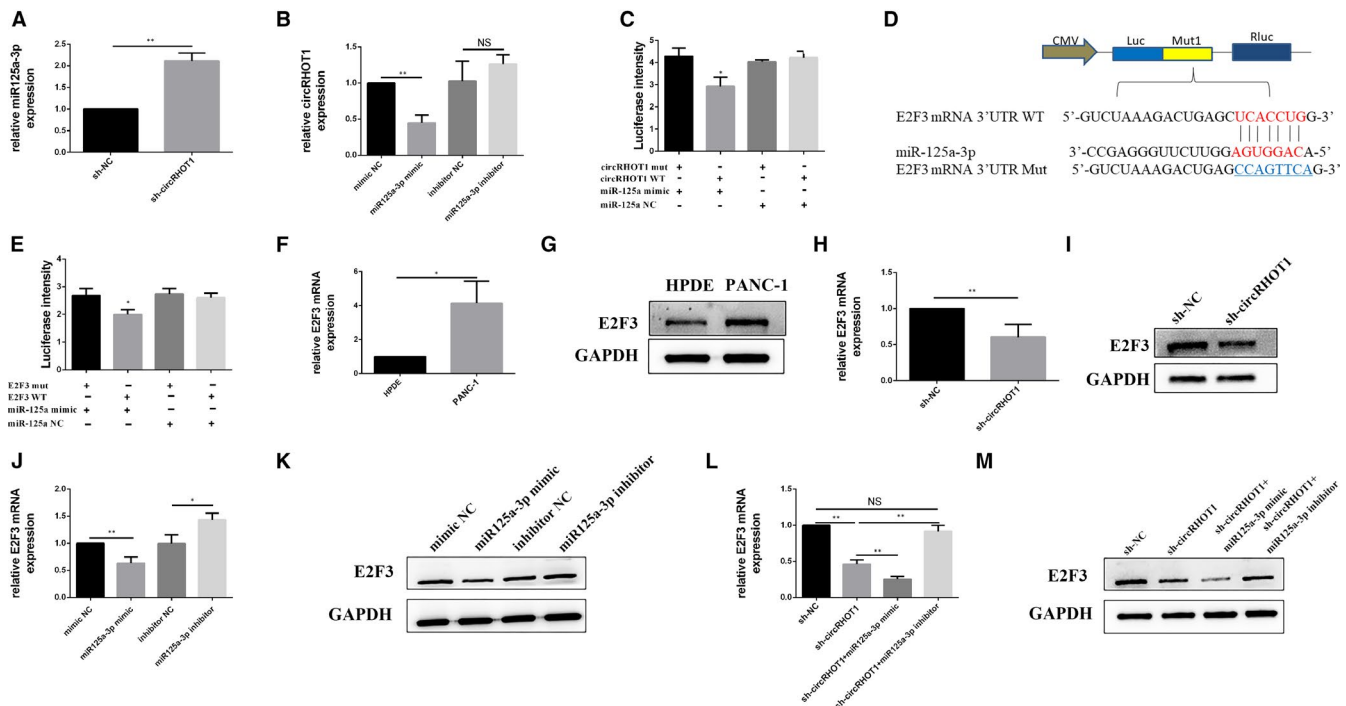 A
relative miR125a-3p
expression
2.5
2.0
1.5
1.0
0.5
0.0
**
sh-NC
sh-circRHOT1
B
relative circRHOT1
expression
1.5
1.0
0.5
0.0
**
NS
mimic NC
miR125a-3p mimic
inhibitor NC
miR125a-3p inhibitor
C
Luciferase intensity
5
4
3
2
1
0
*
circRHOT1 mut + − + −
circRHOT1 WT − + − +
miR-125a mimic + + − −
miR-125a NC − − + +
D
CMV
Luc
Mut1
Rluc
E2F3 mRNA 3'UTR WT 5'-GUCUAAAGACUGAGCUCACCUGG-3'
miR-125a-3p 3'-CCGAGGGUUCUUGGAGUGGACA-5'
E2F3 mRNA 3'UTR Mut 5'-GUCUAAAGACUGAGCCAGTTCAG-3'
E
Luciferase intensity
4
3
2
1
0
*
E2F3 mut + − + −
E2F3 WT − + − +
miR-125a mimic + + − −
miR-125a NC − − + +
F
relative E2F3 mRNA
expression
6
4
2
0
*
HPDE
PANC-1
G
HPDE PANC-1
E2F3
GAPDH
H
relative E2F3 mRNA
expression
1.5
1.0
0.5
0.0
**
sh-NC
sh-circRHOT1
I
sh-NC
sh-circRHOT1
E2F3
GAPDH
J
relative E2F3 mRNA
expression
2.0
1.5
1.0
0.5
0.0
**
*
mimic NC
miR125a-3p mimic
inhibitor NC
miR125a-3p inhibitor
K
mimic NC
miR125a-3p mimic
inhibitor NC
miR125a-3p inhibitor
E2F3
GAPDH
L
relative E2F3 mRNA
expression
1.5
1.0
0.5
0.0
NS
** **
**
sh-NC
sh-circRHOT1
sh-circRHOT1+miR125a-3p mimic
sh-circRHOT1+miR125a-3p inhibitor
M
sh-NC
sh-circRHOT1
sh-circRHOT1+
miR125a-3p mimic
sh-circRHOT1+
miR125a-3p inhibitor
E2F3
GAPDH